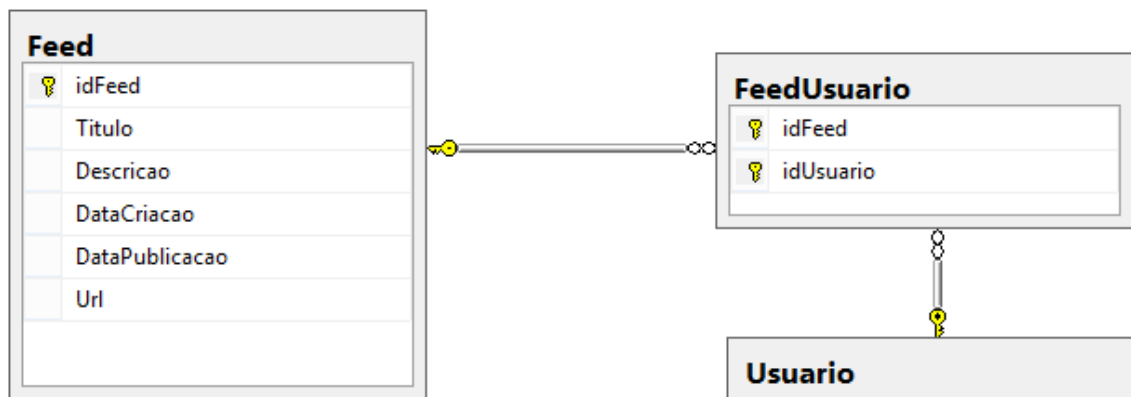 Feed
idFeed
Titulo
Descricao
DataCriacao
DataPublicacao
Url
FeedUsuario
idFeed
idUsuario
Usuario